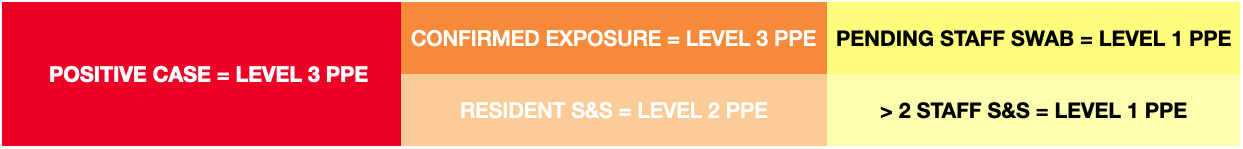 POSITIVE CASE = LEVEL 3 PPE
CONFIRMED EXPOSURE = LEVEL 3 PPE
RESIDENT S&S = LEVEL 2 PPE
PENDING STAFF SWAB = LEVEL 1 PPE
> 2 STAFF S&S = LEVEL 1 PPE